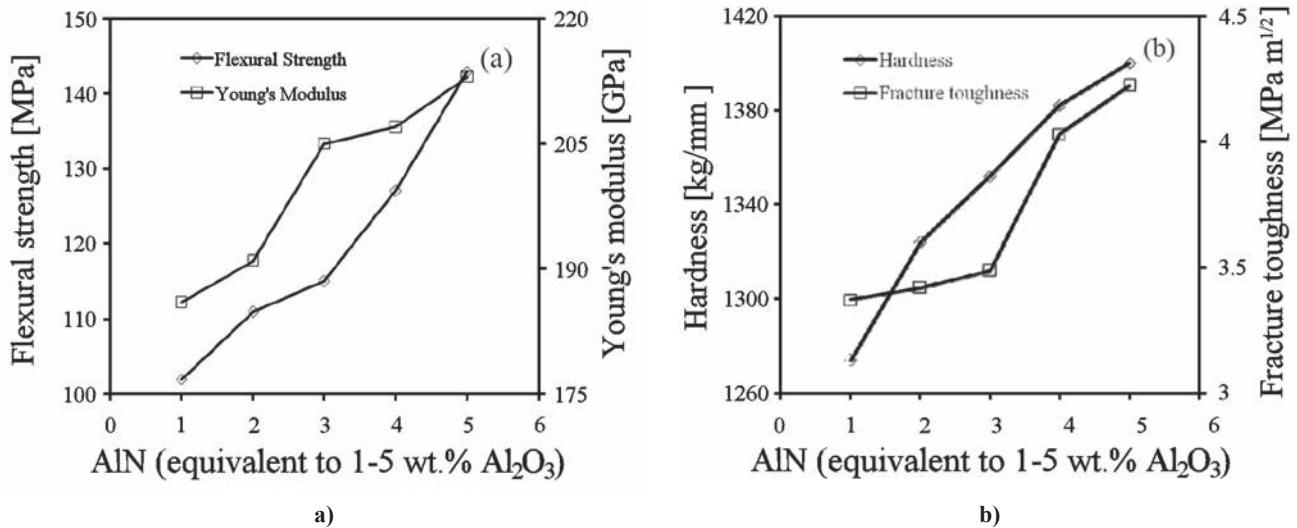 Flexural strength [MPa]
150
140
130
120
110
100
Flexural Strength
Young's Modulus
(a)
220
205
190
175
Young's modulus [GPa]
0 1 2 3 4 5 6
AlN (equivalent to 1-5 wt.% Al₂O₃)
a)
Hardness [kg/mm ]
1420
1380
1340
1300
1260
Hardness
Fracture toughness
(b)
4.5
4
3.5
3
Fracture toughness [MPa m¹/²]
0 1 2 3 4 5 6
AlN (equivalent to 1-5 wt.% Al₂O₃)
b)